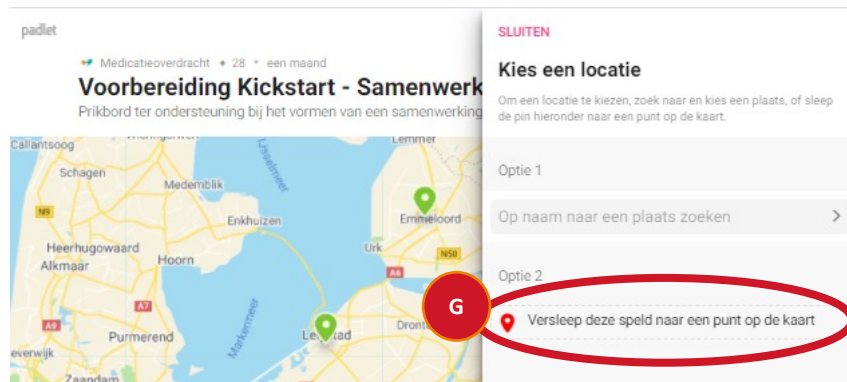 padlet
Medicatieoverdracht + 28 • een maand
Voorbereiding Kickstart - Samenwerk
Prikbord ter ondersteuning bij het vormen van een samenwerking
Callantsoog
Lemmer
IJsselmeer
Schagen
Medemblik
N9
Enkhuizen
Emmeloord
Heerhugowaard
Hoorn
Urk
N50
Alkmaar
A6
A7
A9
Markermeer
Purmerend
Zaandam
SLUITEN
Kies een locatie
Om een locatie te kiezen, zoek naar en kies een plaats, of sleep
de pin hieronder naar een punt op de kaart.
Optie 1
Op naam naar een plaats zoeken
Optie 2
G
Versleep deze speld naar een punt op de kaart